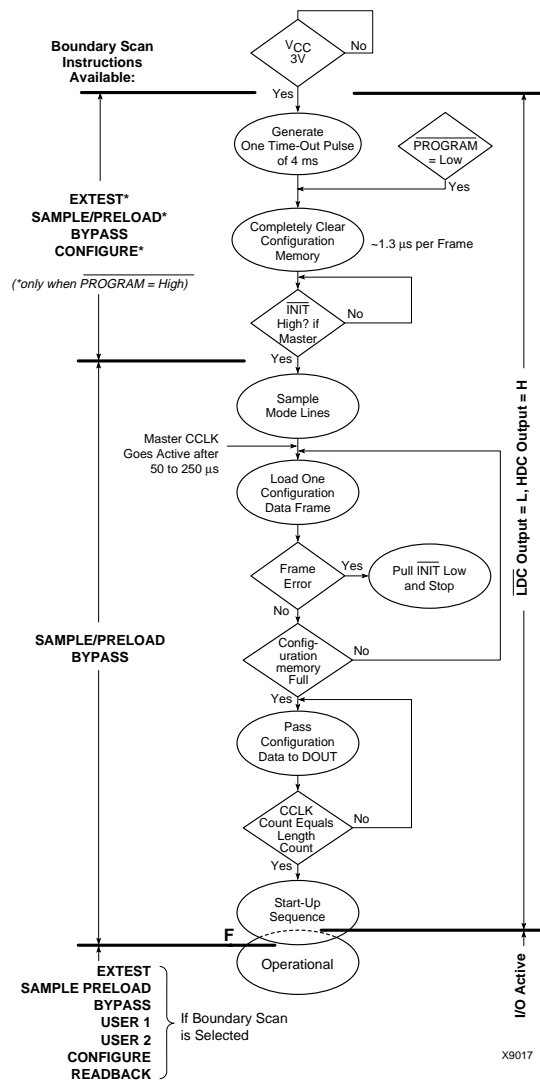 Boundary Scan
Instructions
Available:
VCC
3V
No
Yes
Generate
One Time-Out Pulse
of 4 ms
PROGRAM
= Low
Yes
EXTEST*
SAMPLE/PRELOAD*
BYPASS
CONFIGURE*
(*only when PROGRAM = High)
Completely Clear
Configuration
Memory
~1.3 µs per Frame
INIT
High? if
Master
No
Yes
Sample
Mode Lines
Master CCLK
Goes Active after
50 to 250 µs
Load One
Configuration
Data Frame
Frame
Error
Yes
Pull INIT Low
and Stop
No
SAMPLE/PRELOAD
BYPASS
Config-
uration
memory
Full
No
Yes
Pass
Configuration
Data to DOUT
CCLK
Count Equals
Length
Count
No
Yes
Start-Up
Sequence
F
Operational
LDC Output = L, HDC Output = H
I/O Active
EXTEST
SAMPLE PRELOAD
BYPASS
USER 1
USER 2
CONFIGURE
READBACK
If Boundary Scan
is Selected
X9017